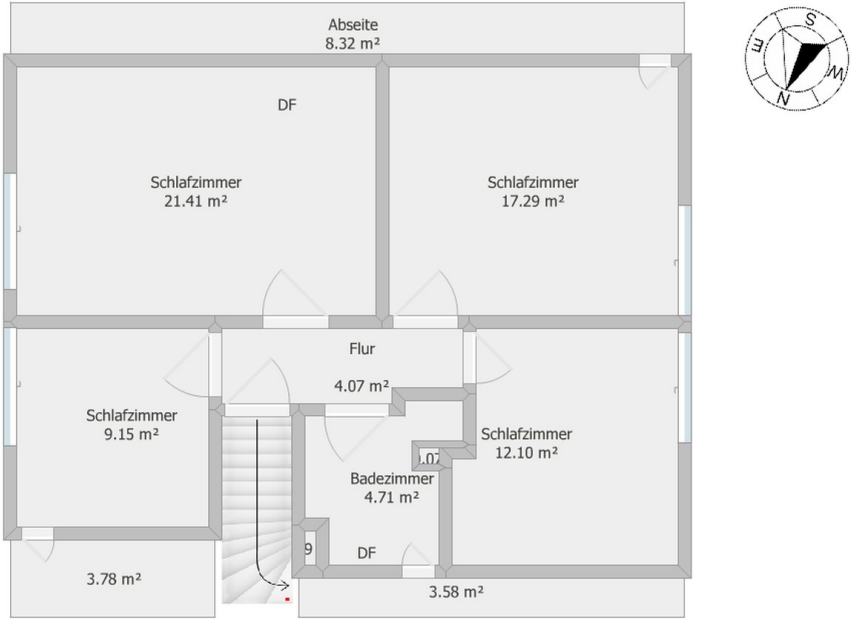 Abseite
8.32 m²
S
E
W
N
DF
Schlafzimmer
21.41 m²
Schlafzimmer
17.29 m²
Flur
4.07 m²
Schlafzimmer
9.15 m²
Schlafzimmer
12.10 m²
Badezimmer
4.71 m²
9
DF
3.78 m²
3.58 m²